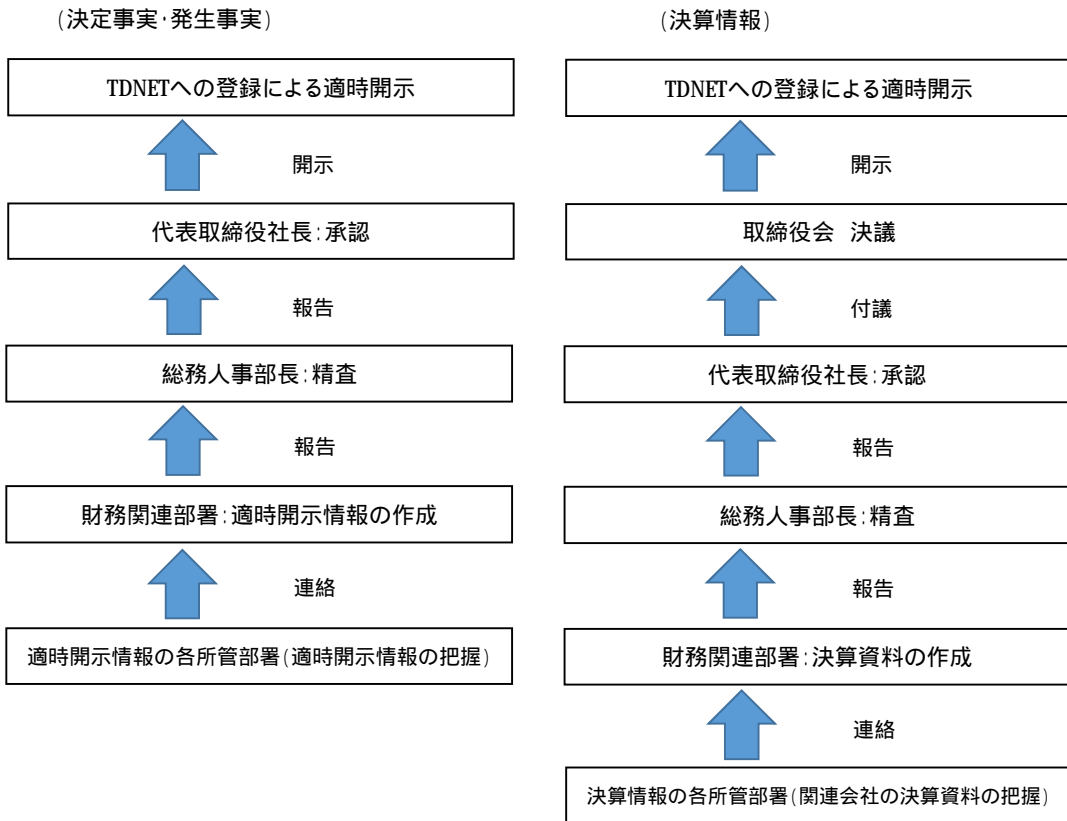 (決定事実・発生事実)
TDNETへの登録による適時開示
開示
代表取締役社長:承認
報告
総務人事部長:精査
報告
財務関連部署:適時開示情報の作成
連絡
適時開示情報の各所管部署(適時開示情報の把握)
(決算情報)
TDNETへの登録による適時開示
開示
取締役会 決議
付議
代表取締役社長:承認
報告
総務人事部長:精査
報告
財務関連部署:決算資料の作成
連絡
決算情報の各所管部署(関連会社の決算資料の把握)